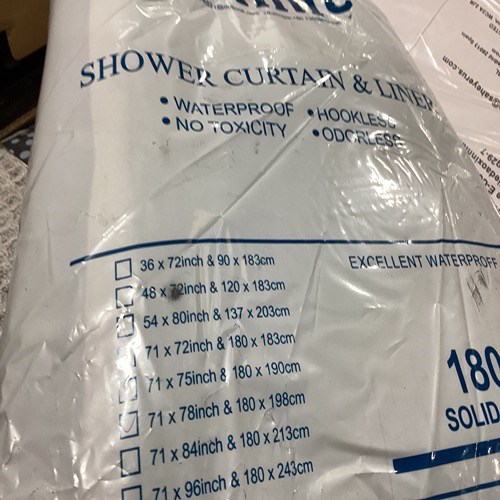 SHOWER CURTAIN & LINER
• WATERPROOF • HOOKLESS
• NO TOXICITY • ODORLESS
36 x 72inch & 90 x 183cm
EXCELLENT WATERPROFF
48 x 72inch & 120 x 183cm
54 x 80inch & 137 x 203cm
71 x 72inch & 180 x 183cm
71 x 75inch & 180 x 190cm
71 x 78inch & 180 x 198cm
71 x 84inch & 180 x 213cm
71 x 96inch & 180 x 243cm
180
SOLID